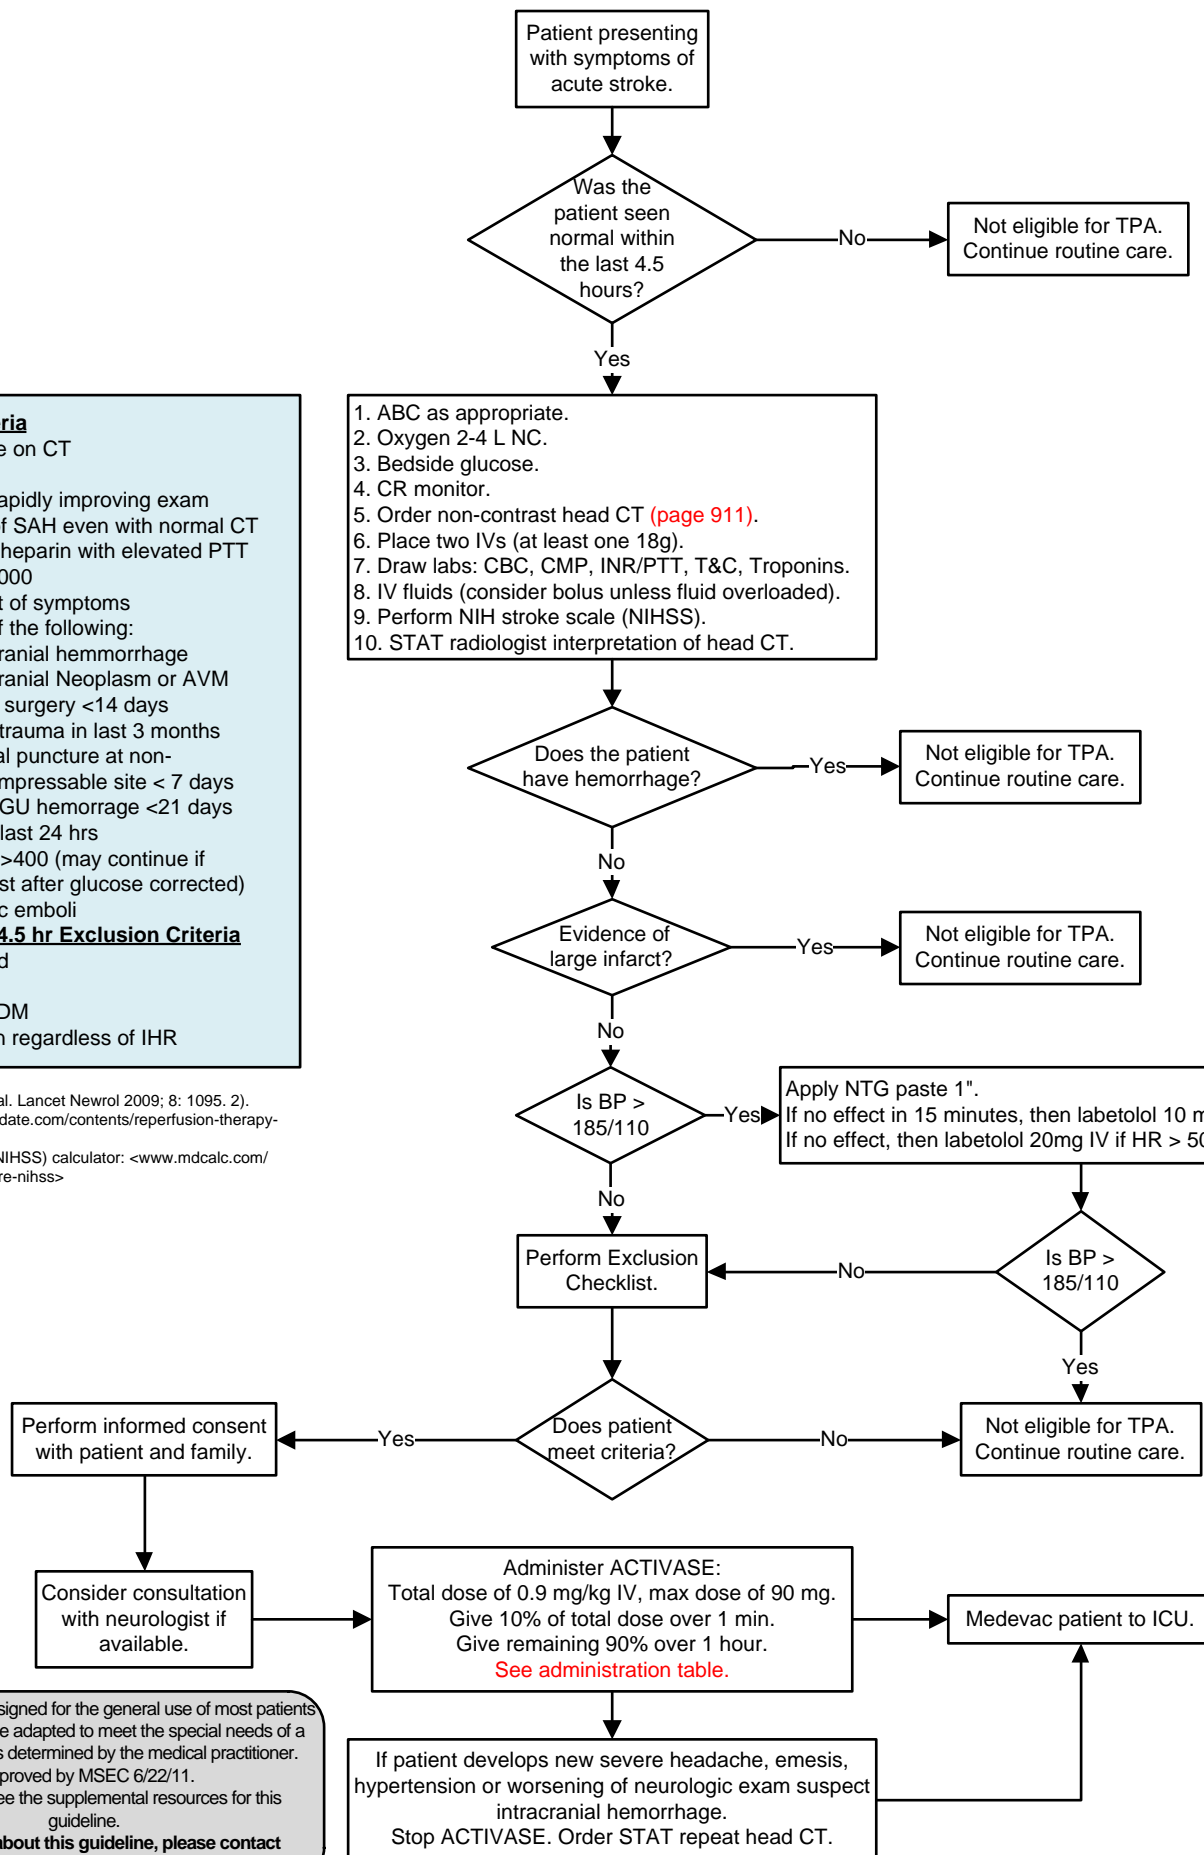 Patient presenting
with symptoms of
acute stroke.
Was the
patient seen
normal within
the last 4.5
hours?
No
Not eligible for TPA.
Continue routine care.
Yes
1. ABC as appropriate.
2. Oxygen 2-4 L NC.
3. Bedside glucose.
4. CR monitor.
5. Order non-contrast head CT (page 911).
6. Place two IVs (at least one 18g).
7. Draw labs: CBC, CMP, INR/PTT, T&C, Troponins.
8. IV fluids (consider bolus unless fluid overloaded).
9. Perform NIH stroke scale (NIHSS).
10. STAT radiologist interpretation of head CT.
on CT
improving exam
of SAH even with normal CT
heparin with elevated PTT
000
of symptoms
of the following:
hemmorrhage
Neoplasm or AVM
surgery <14 days
trauma in last 3 months
puncture at non-
site < 7 days
GU hemorrage <21 days
last 24 hrs
>400 (may continue if
after glucose corrected)
emboli
4.5 hr Exclusion Criteria
DM
regardless of IHR
al. Lancet Newrol 2009; 8: 1095. 2).
date.com/contents/reperfusion-therapy-
NIHSS) calculator: <www.mdcalc.com/
re-nihss>
Does the patient
have hemorrhage?
Yes
Not eligible for TPA.
Continue routine care.
No
Evidence of
large infarct?
Yes
Not eligible for TPA.
Continue routine care.
No
Is BP >
185/110
Yes
Apply NTG paste 1".
If no effect in 15 minutes, then labetolol 10
If no effect, then labetolol 20mg IV if HR >
No
Is BP >
185/110
No
Perform Exclusion
Checklist.
Yes
Does patient
meet criteria?
No
Not eligible for TPA.
Continue routine care.
Yes
Perform informed consent
with patient and family.
Consider consultation
with neurologist if
available.
Administer ACTIVASE:
Total dose of 0.9 mg/kg IV, max dose of 90 mg.
Give 10% of total dose over 1 min.
Give remaining 90% over 1 hour.
See administration table.
Medevac patient to ICU.
If patient develops new severe headache, emesis,
hypertension or worsening of neurologic exam suspect
intracranial hemorrhage.
Stop ACTIVASE. Order STAT repeat head CT.
for the general use of most patients
adapted to meet the special needs of a
determined by the medical practitioner.
by MSEC 6/22/11.
the supplemental resources for this
guideline.
about this guideline, please contact